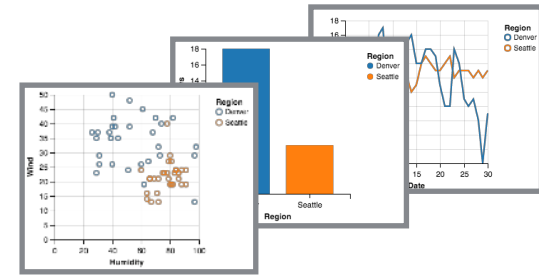 18
16
14
12
15
20
25
30
Date
Region
Denver
Seattle
18
16
14
Seattle
Region
Region
Denver
Seattle
50
45
40
35
30
25
20
15
10
5
0
Wind
0
20
40
60
80
100
Humidity
Region
Denver
Seattle